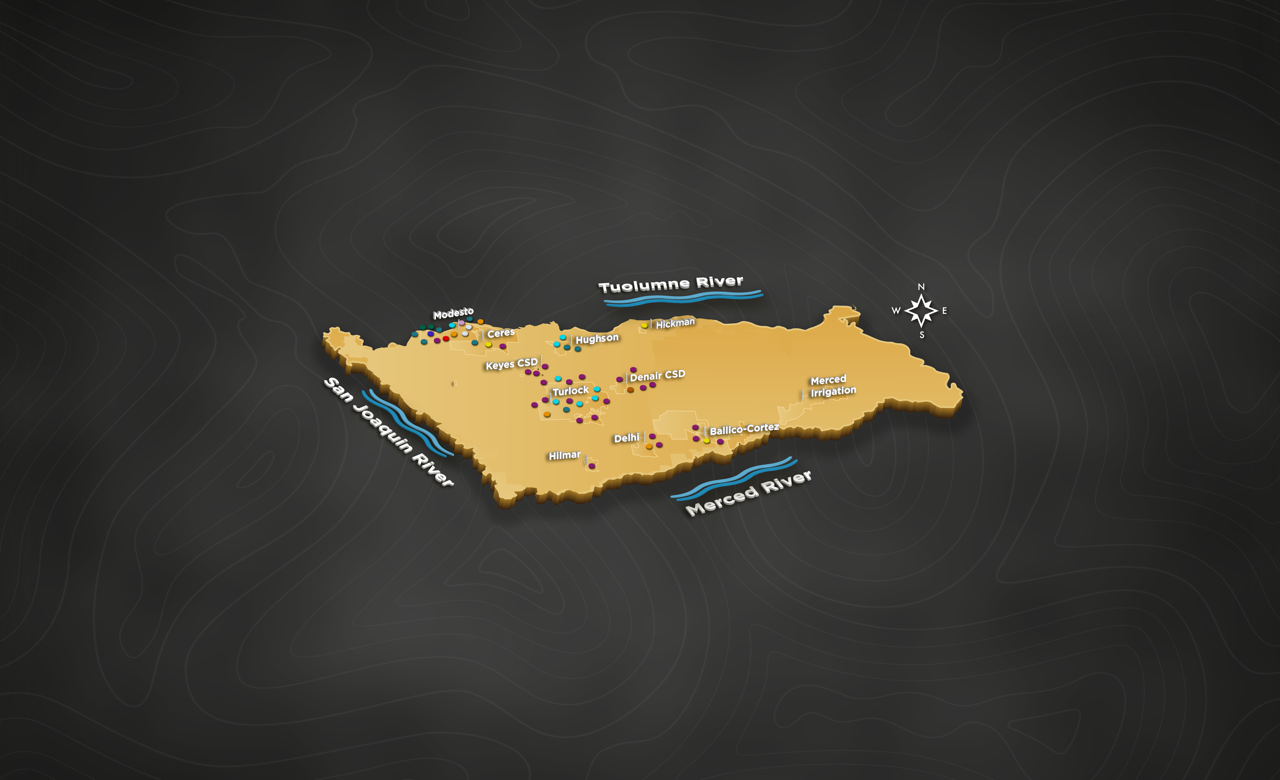 Tuolumne River
N
W E
S
Modesto
Ceres
Hughson
Hickman
Keyes CSD
Turlock
Denair CSD
Merced
Irrigation
San Joaquin River
Delhi
Ballico-Cortez
Hilmar
Merced River